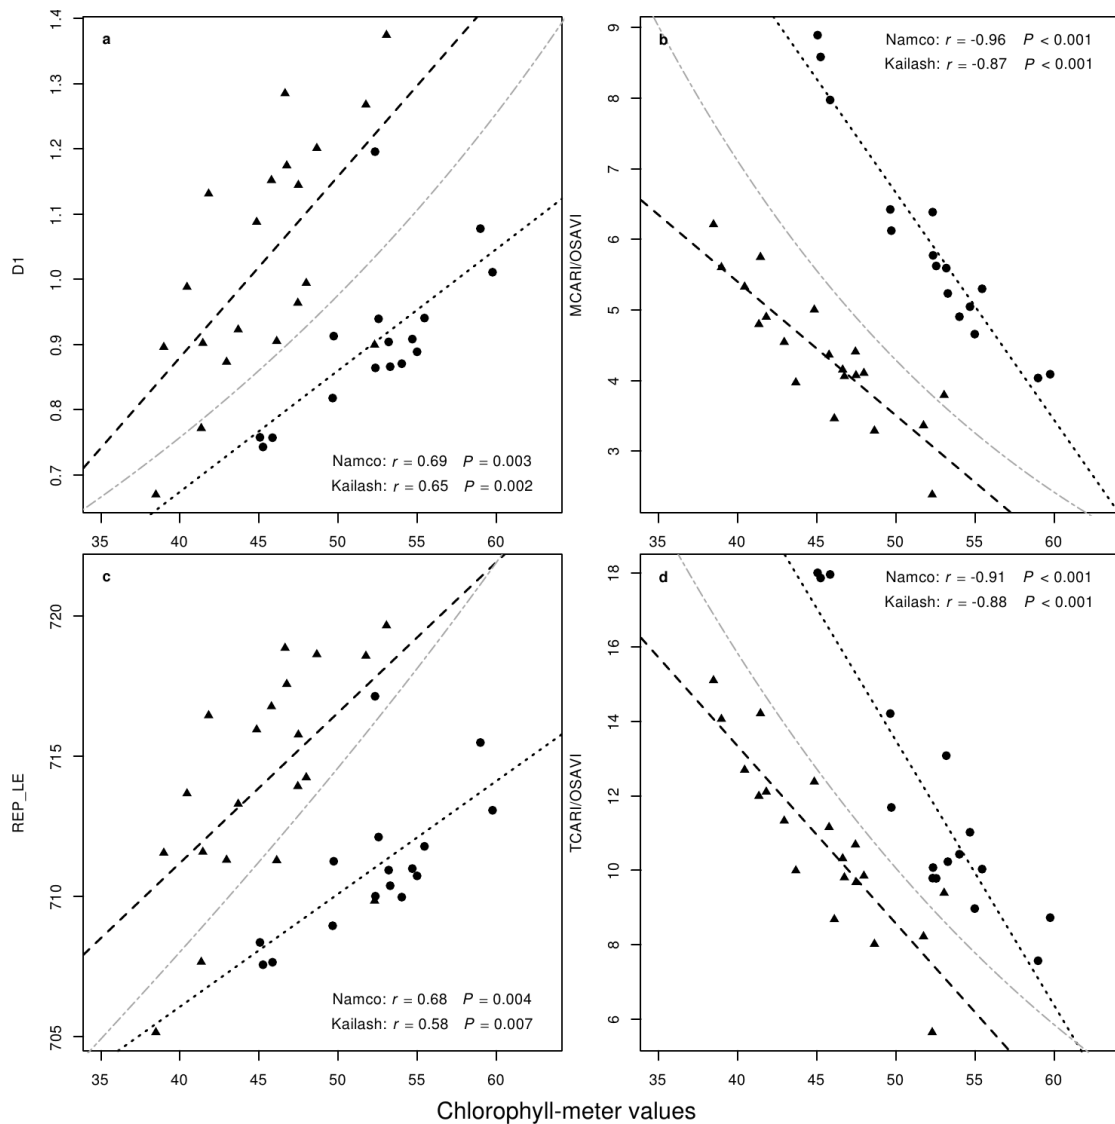 a
1.4
1.3
1.2
1.1
1.0
0.9
0.8
0.7
D1
Namco: r = 0.69 P = 0.003
Kailash: r = 0.65 P = 0.002
35 40 45 50 55 60
b
Namco: r = -0.96 P < 0.001
Kailash: r = -0.87 P < 0.001
9
8
7
6
5
4
3
MCARI/OSAVI
35 40 45 50 55 60
c
720
715
710
705
REP_LE
Namco: r = 0.68 P = 0.004
Kailash: r = 0.58 P = 0.007
35 40 45 50 55 60
d
Namco: r = -0.91 P < 0.001
Kailash: r = -0.88 P < 0.001
18
16
14
12
10
8
6
TCARI/OSAVI
35 40 45 50 55 60
Chlorophyll-meter values